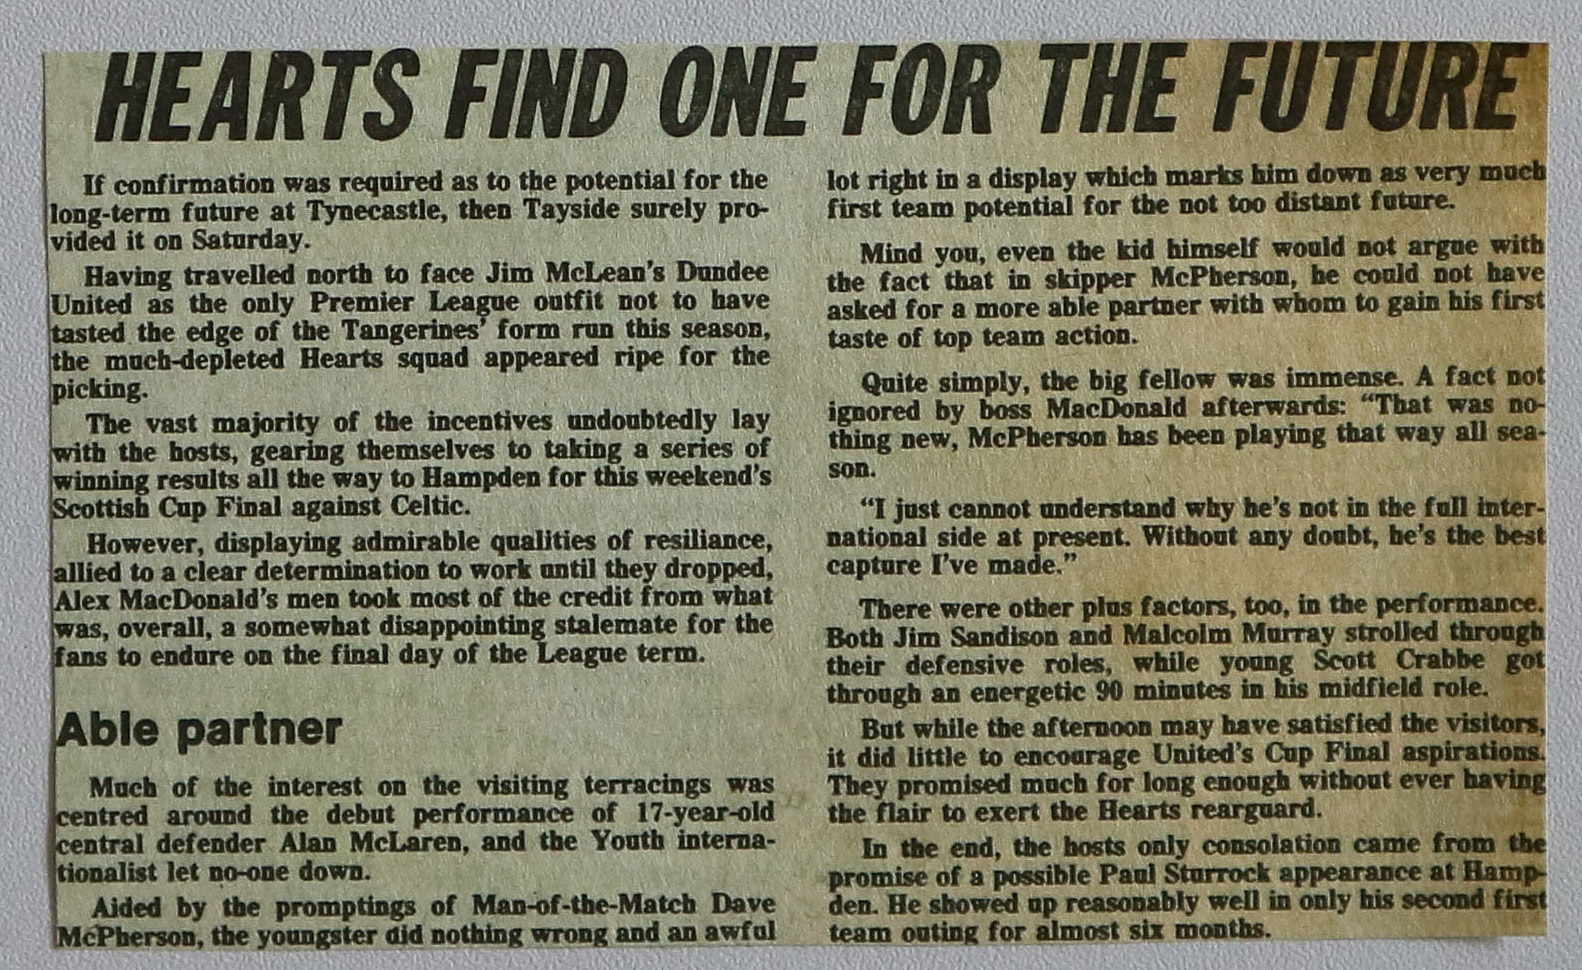 HEARTS FIND ONE FOR THE FUTURE
If confirmation was required as to the potential for the
long-term future at Tynecastle, then Tayside surely pro-
vided it on Saturday.
Having travelled north to face Jim McLean's Dundee
United as the only Premier League outfit not to have
tasted the edge of the Tangerines' form run this season,
the much-depleted Hearts squad appeared ripe for the
picking.
The vast majority of the incentives undoubtedly lay
with the hosts, gearing themselves to taking a series of
winning results all the way to Hampden for this weekend's
Scottish Cup Final against Celtic.
However, displaying admirable qualities of resiliance,
allied to a clear determination to work until they dropped,
Alex MacDonald's men took most of the credit from what
was, overall, a somewhat disappointing stalemate for the
fans to endure on the final day of the League term.
Able partner
Much of the interest on the visiting terracings was
centred around the debut performance of 17-year-old
central defender Alan McLaren, and the Youth interna-
tionalist let no-one down.
Aided by the promptings of Man-of-the-Match Dave
McPherson, the youngster did nothing wrong and an awful
lot right in a display which marks him down as very much
first team potential for the not too distant future.
Mind you, even the kid himself would not argue with
the fact that in skipper McPherson, he could not have
asked for a more able partner with whom to gain his first
taste of top team action.
Quite simply, the big fellow was immense. A fact not
ignored by boss MacDonald afterwards: "That was no-
thing new, McPherson has been playing that way all sea-
son.
"I just cannot understand why he's not in the full inter-
national side at present. Without any doubt, he's the best
capture I've made."
There were other plus factors, too, in the performance.
Both Jim Sandison and Malcolm Murray strolled through
their defensive roles, while young Scott Crabbe got
through an energetic 90 minutes in his midfield role.
But while the afternoon may have satisfied the visitors,
it did little to encourage United's Cup Final aspirations.
They promised much for long enough without ever having
the flair to exert the Hearts rearguard.
In the end, the hosts only consolation came from the
promise of a possible Paul Sturrock appearance at Hamp-
den. He showed up reasonably well in only his second first
team outing for almost six months.